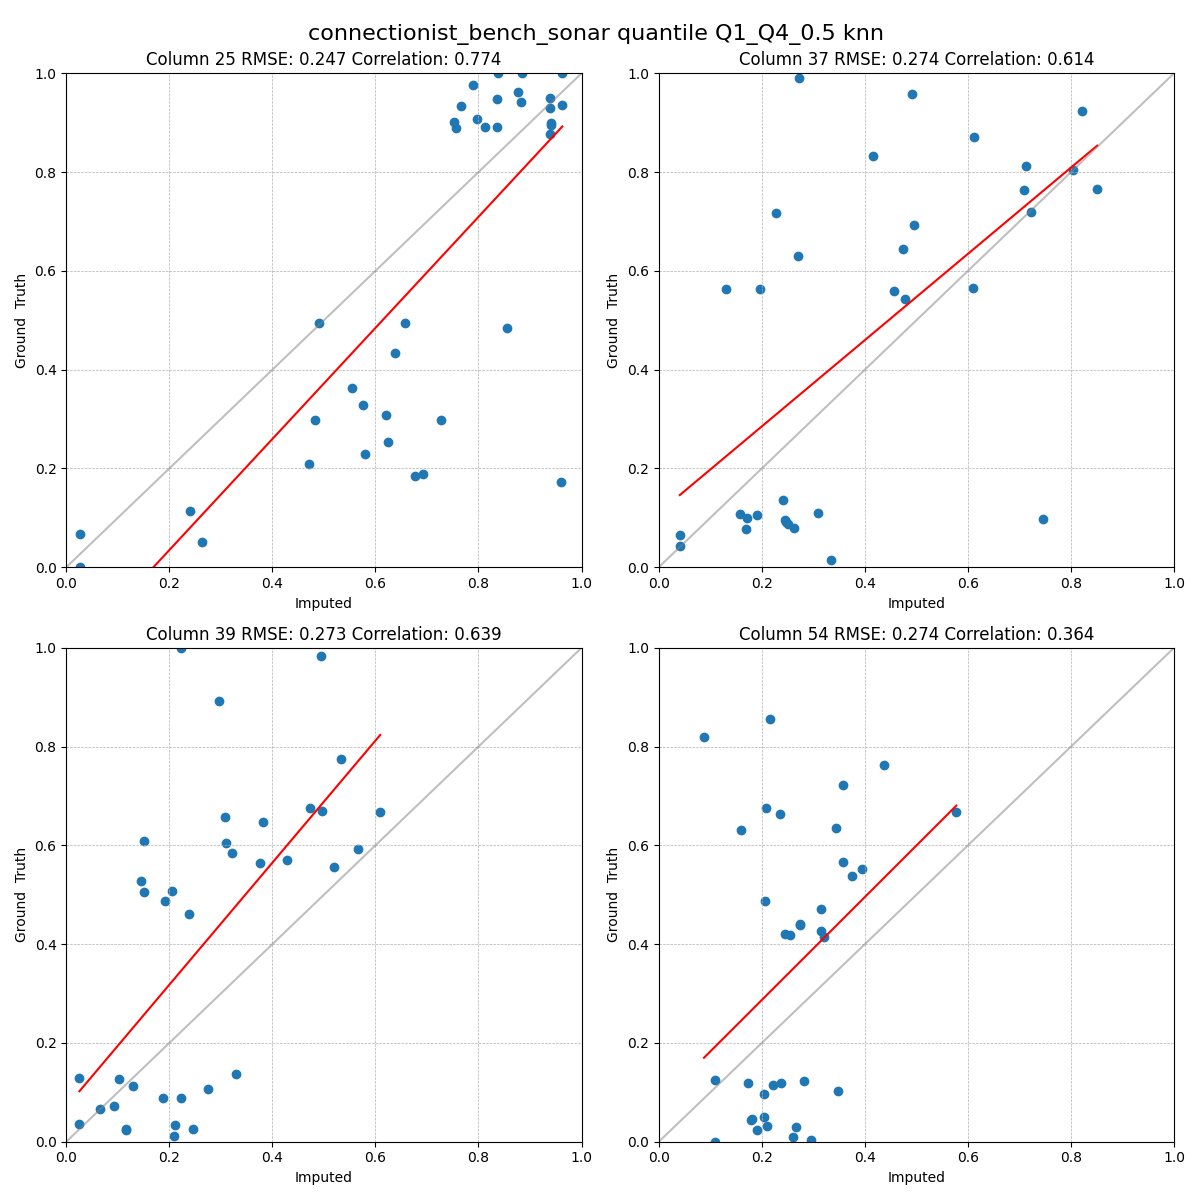 connectionist_bench_sonar quantile Q1_Q4_0.5 knn
Column 25 RMSE: 0.247 Correlation: 0.774
Column 37 RMSE: 0.274 Correlation: 0.614
1.0
0.8
0.6
0.4
0.2
0.0
Ground Truth
0.0 0.2 0.4 0.6 0.8 1.0
Imputed
1.0
0.8
0.6
0.4
0.2
0.0
Ground Truth
0.0 0.2 0.4 0.6 0.8 1.0
Imputed
Column 39 RMSE: 0.273 Correlation: 0.639
Column 54 RMSE: 0.274 Correlation: 0.364
1.0
0.8
0.6
0.4
0.2
0.0
Ground Truth
0.0 0.2 0.4 0.6 0.8 1.0
Imputed
1.0
0.8
0.6
0.4
0.2
0.0
Ground Truth
0.0 0.2 0.4 0.6 0.8 1.0
Imputed